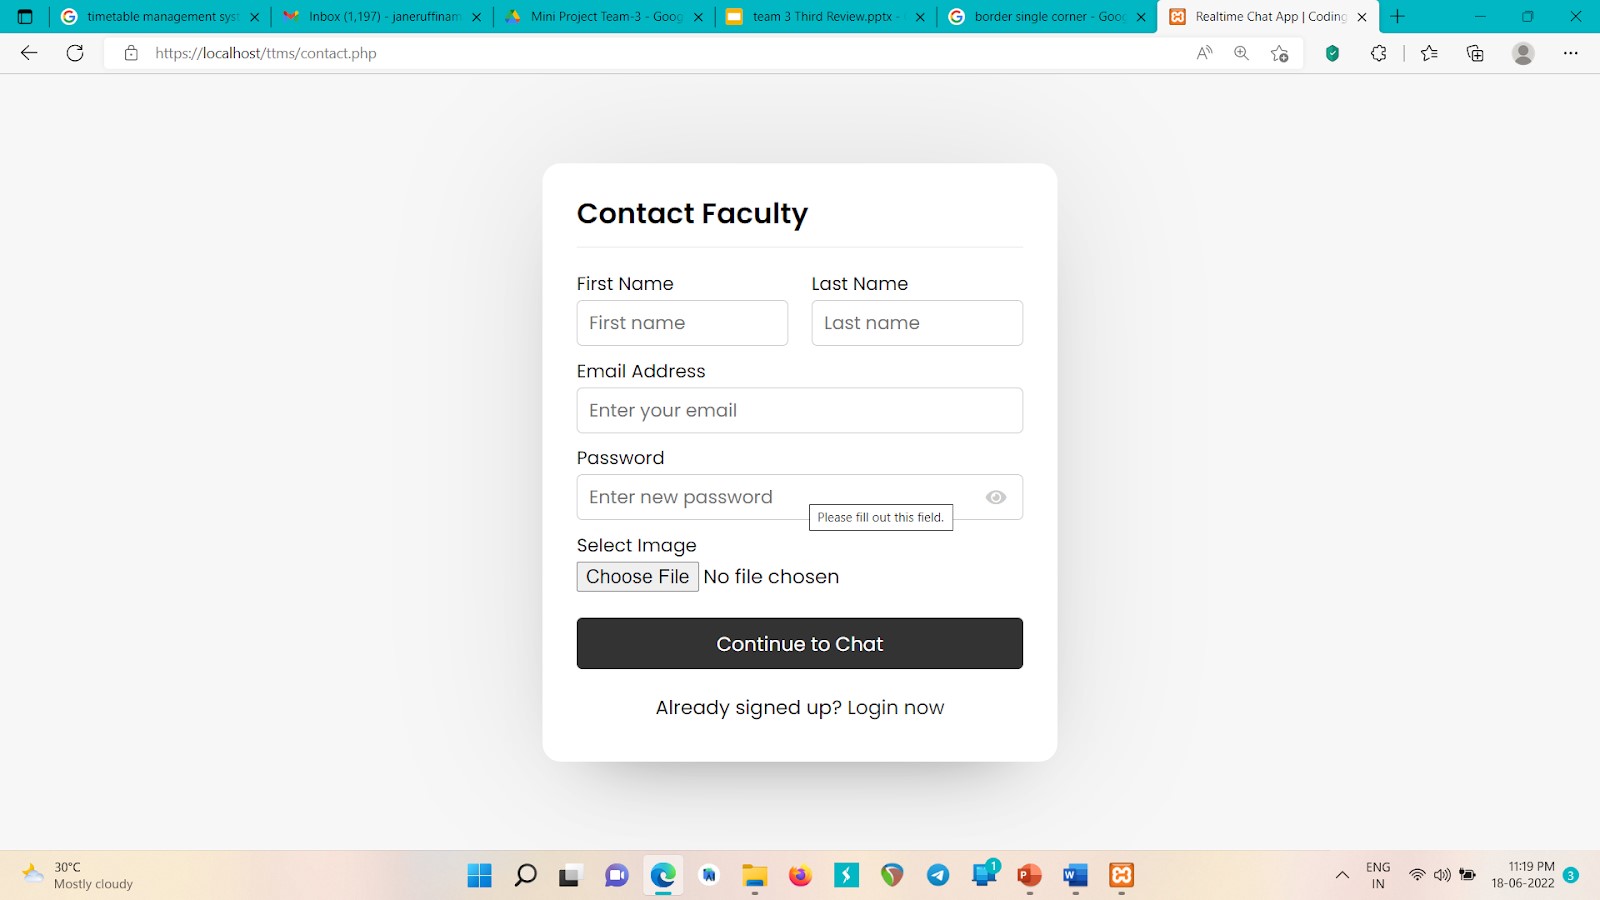 timetable management syst
Inbox (1,197) - janeruffinam
Mini Project Team-3 - Goog
team 3 Third Review.pptx -
border single corner - Goog
Realtime Chat App | Coding
https://localhost/ttms/contact.php
Contact Faculty
First Name
Last Name
First name
Last name
Email Address
Enter your email
Password
Enter new password
Please fill out this field.
Select Image
Choose File No file chosen
Continue to Chat
Already signed up? Login now
30°C
Mostly cloudy
1
ENG
IN
11:19 PM
18-06-2022
3